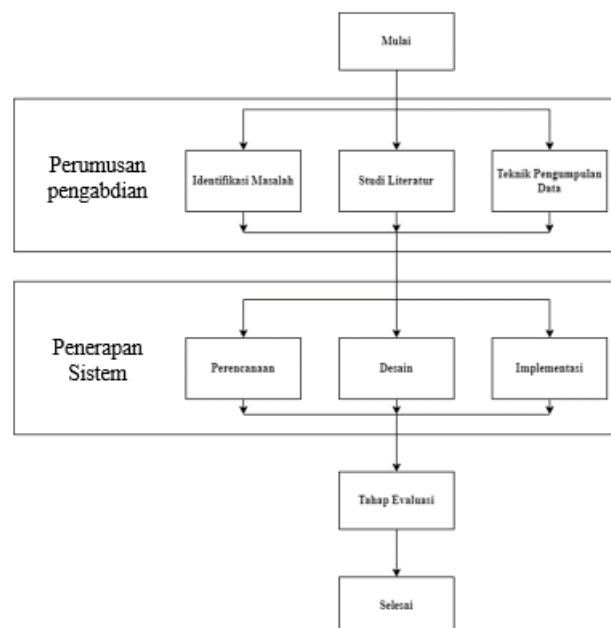 Mulai
Perumusan
pengabdian
Identifikasi Masalah
Studi Literatur
Teknik Pengumpulan
Data
Penerapan
Sistem
Perencanaan
Desain
Implementasi
Tahap Evaluasi
Selesai